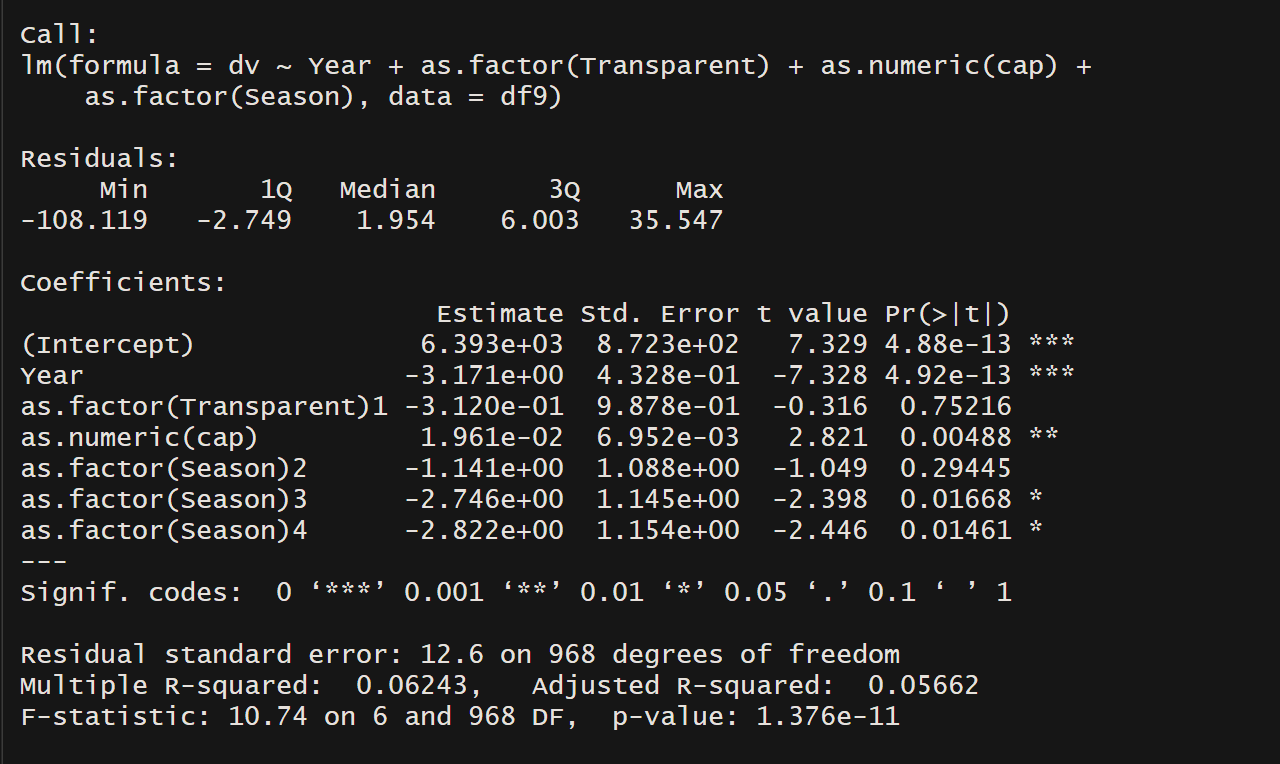 Call:
lm(formula = dv ~ Year + as.factor(Transparent) + as.numeric(cap) +
    as.factor(Season), data = df9)

Residuals:
     Min       1Q   Median       3Q      Max
-108.119   -2.749    1.954    6.003   35.547

Coefficients:
                          Estimate Std. Error t value Pr(>|t|)
(Intercept)              6.393e+03  8.723e+02   7.329 4.88e-13 ***
Year                    -3.171e+00  4.328e-01  -7.328 4.92e-13 ***
as.factor(Transparent)1 -3.120e-01  9.878e-01  -0.316  0.75216
as.numeric(cap)          1.961e-02  6.952e-03   2.821  0.00488 **
as.factor(Season)2      -1.141e+00  1.088e+00  -1.049  0.29445
as.factor(Season)3      -2.746e+00  1.145e+00  -2.398  0.01668 *
as.factor(Season)4      -2.822e+00  1.154e+00  -2.446  0.01461 *
---
Signif. codes:  0 ‘***’ 0.001 ‘**’ 0.01 ‘*’ 0.05 ‘.’ 0.1 ‘ ’ 1

Residual standard error: 12.6 on 968 degrees of freedom
Multiple R-squared:  0.06243,   Adjusted R-squared:  0.05662
F-statistic: 10.74 on 6 and 968 DF,  p-value: 1.376e-11